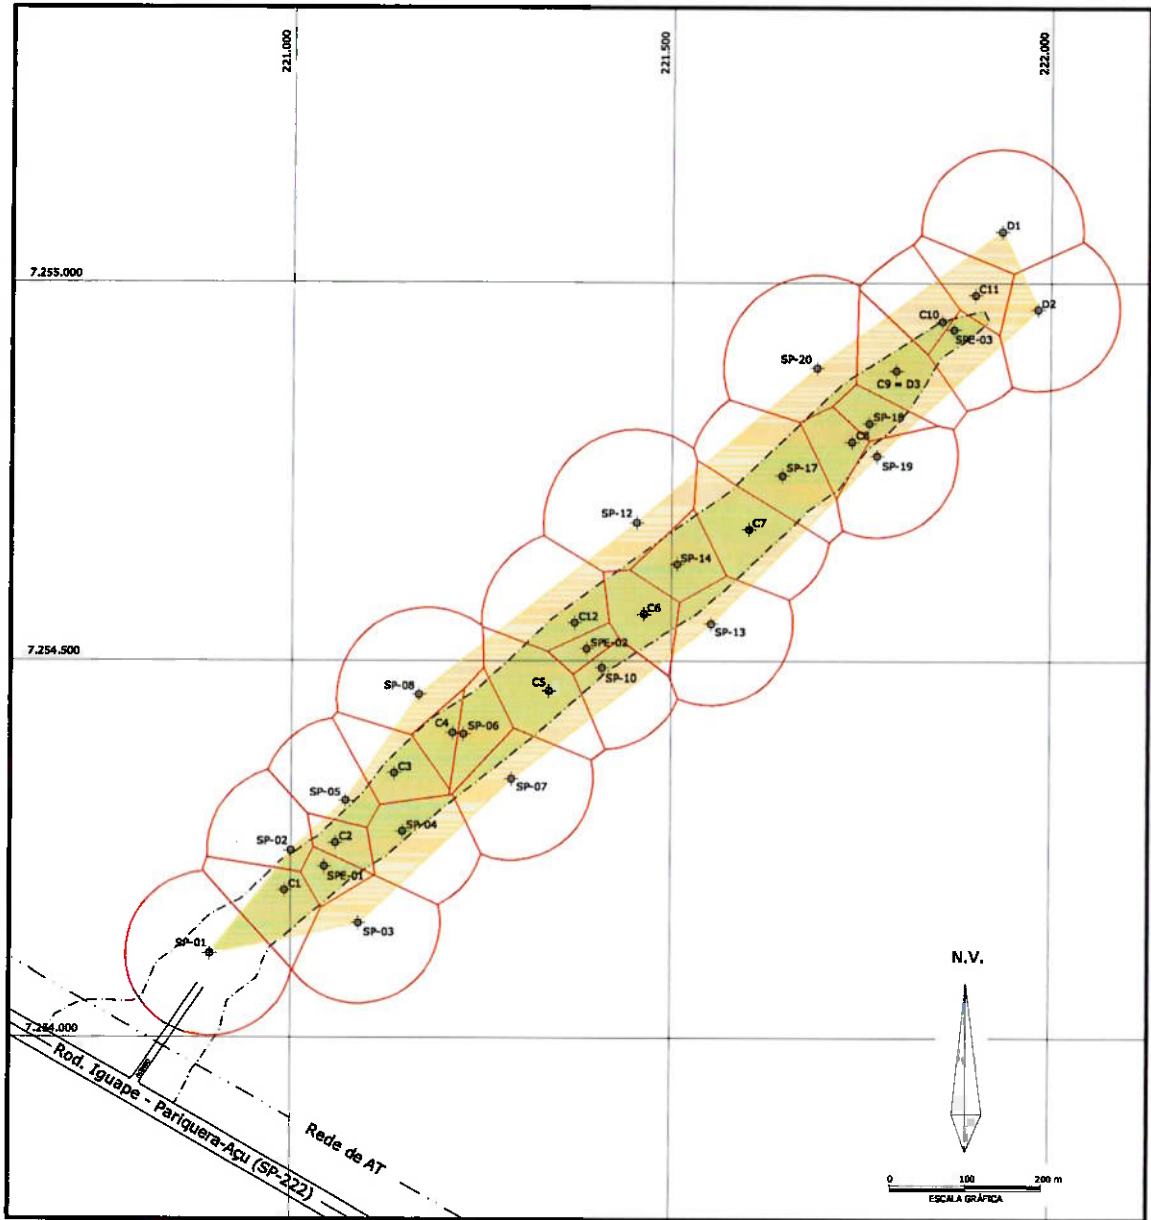 221.000
221.500
222.000
D1
7.255.000
C11
D2
C10
SPE-03
SP-20
C9 = D3
SP-18
C8
SP-19
SP-17
SP-12
C7
SP-14
C6
C12
SP-13
SPE-02
SP-10
7.254.500
C5
SP-08
C4
SP-06
C3
SP-07
SP-05
SP-04
C2
SP-02
SPE-01
C1
SP-03
SP-01
N.V.
7.254.000
Rod. Iguape - Pariquera-Açu (SP-222)
Rede de AT
0 100 200 m
ESCALA GRÁFICA